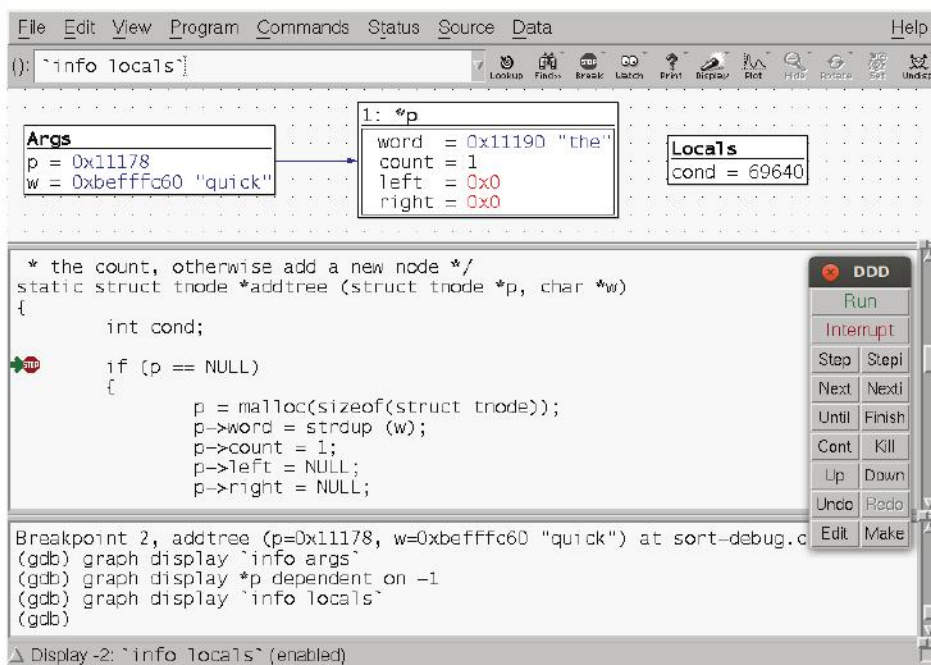 File Edit View Program Commands Status Source Data Help
(): `info locals`
Lookup Find» Break Watch Print Display Plot Hide Rotate Set Undisp
Args
p = 0x11178
w = 0xbefffc60 "quick"
1: *p
word = 0x11190 "the"
count = 1
left = 0x0
right = 0x0
Locals
cond = 69640
* the count, otherwise add a new node */
static struct tnode *addtree (struct tnode *p, char *w)
{
int cond;
STOP
if (p == NULL)
{
p = malloc(sizeof(struct tnode));
p->word = strdup (w);
p->count = 1;
p->left = NULL;
p->right = NULL;
DDD
Run
Interrupt
Step Stepi
Next Nexti
Until Finish
Cont Kill
Up Down
Undo Redo
Edit Make
Breakpoint 2, addtree (p=0x11178, w=0xbefffc60 "quick") at sort-debug.c
(gdb) graph display `info args`
(gdb) graph display *p dependent on -1
(gdb) graph display `info locals`
(gdb)
Display -2: `info locals` (enabled)